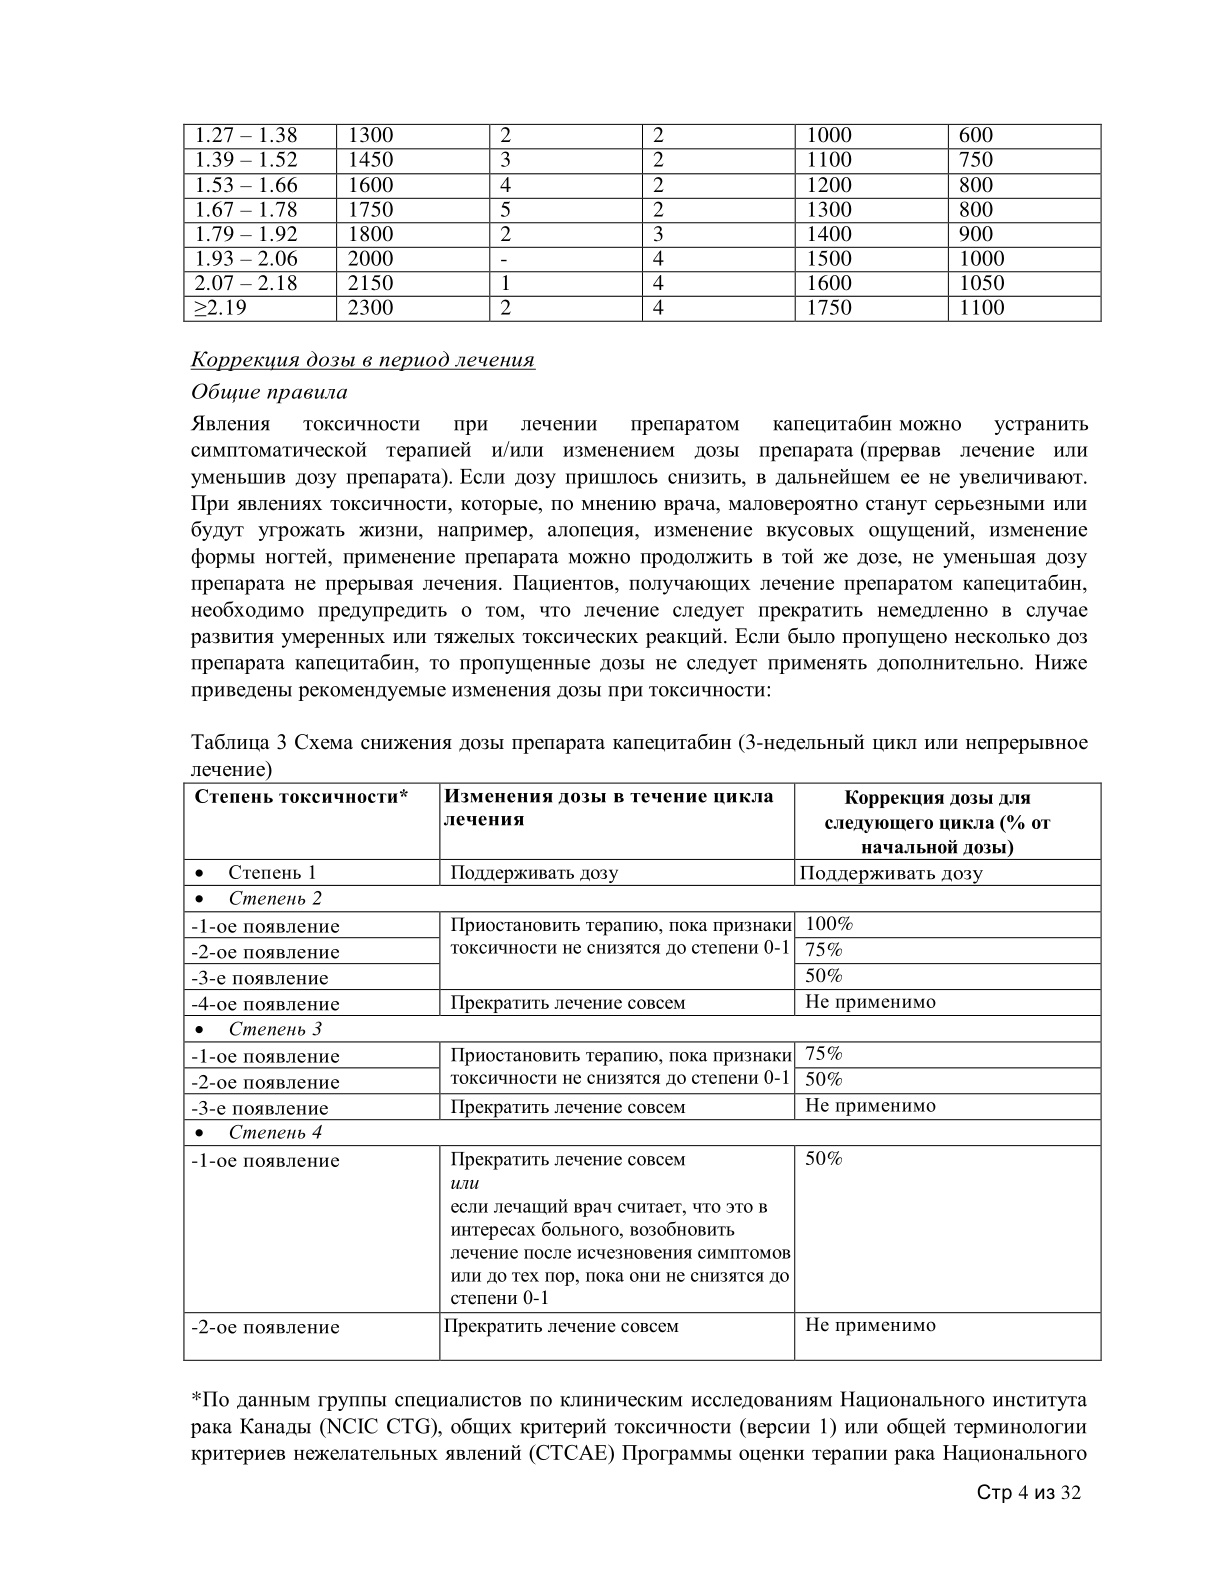 1.27 – 1.38 1300 2 2 1000 600
1.39 – 1.52 1450 3 2 1100 750
1.53 – 1.66 1600 4 2 1200 800
1.67 – 1.78 1750 5 2 1300 800
1.79 – 1.92 1800 2 3 1400 900
1.93 – 2.06 2000 - 4 1500 1000
2.07 – 2.18 2150 1 4 1600 1050
≥2.19 2300 2 4 1750 1100
Коррекция дозы в период лечения
Общие правила
Явления токсичности при лечении препаратом капецитабин можно устранить
симптоматической терапией и/или изменением дозы препарата (прервав лечение или
уменьшив дозу препарата). Если дозу пришлось снизить, в дальнейшем ее не увеличивают.
При явлениях токсичности, которые, по мнению врача, маловероятно станут серьезными или
будут угрожать жизни, например, алопеция, изменение вкусовых ощущений, изменение
формы ногтей, применение препарата можно продолжить в той же дозе, не уменьшая дозу
препарата не прерывая лечения. Пациентов, получающих лечение препаратом капецитабин,
необходимо предупредить о том, что лечение следует прекратить немедленно в случае
развития умеренных или тяжелых токсических реакций. Если было пропущено несколько доз
препарата капецитабин, то пропущенные дозы не следует применять дополнительно. Ниже
приведены рекомендуемые изменения дозы при токсичности:
Таблица 3 Схема снижения дозы препарата капецитабин (3-недельный цикл или непрерывное
лечение)
Степень токсичности*
Изменения дозы в течение цикла
лечения
Коррекция дозы для
следующего цикла (% от
начальной дозы)
• Степень 1 Поддерживать дозу Поддерживать дозу
• Степень 2
-1-ое появление Приостановить терапию, пока признаки 100%
-2-ое появление токсичности не снизятся до степени 0-1 75%
-3-е появление 50%
-4-ое появление Прекратить лечение совсем Не применимо
• Степень 3
-1-ое появление Приостановить терапию, пока признаки 75%
-2-ое появление токсичности не снизятся до степени 0-1 50%
-3-е появление Прекратить лечение совсем Не применимо
• Степень 4
-1-ое появление Прекратить лечение совсем 50%
или
если лечащий врач считает, что это в
интересах больного, возобновить
лечение после исчезновения симптомов
или до тех пор, пока они не снизятся до
степени 0-1
-2-ое появление Прекратить лечение совсем Не применимо
*По данным группы специалистов по клиническим исследованиям Национального института
рака Канады (NCIC CTG), общих критерий токсичности (версии 1) или общей терминологии
критериев нежелательных явлений (CTCAE) Программы оценки терапии рака Национального
Стр 4 из 32